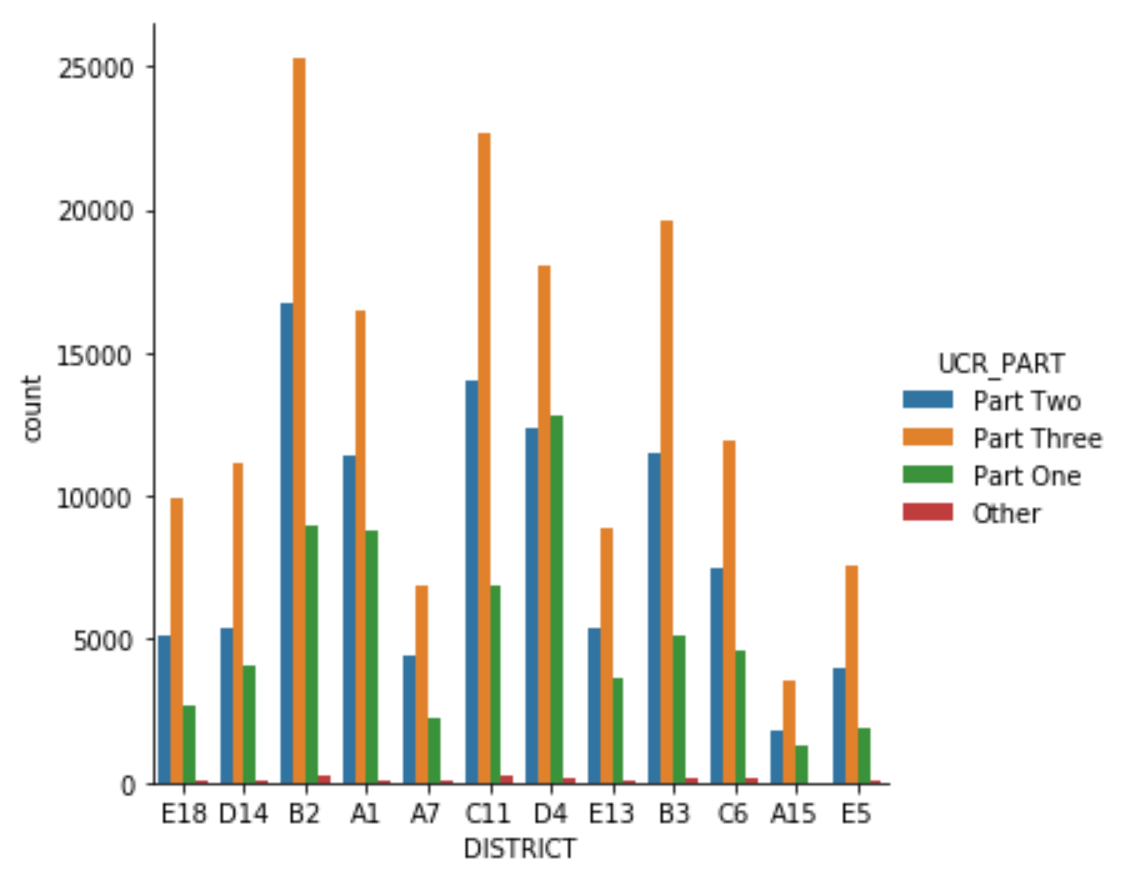 25000
20000
15000
10000
5000
0
count
E18 D14 B2 A1 A7 C11 D4 E13 B3 C6 A15 E5
DISTRICT
UCR_PART
Part Two
Part Three
Part One
Other